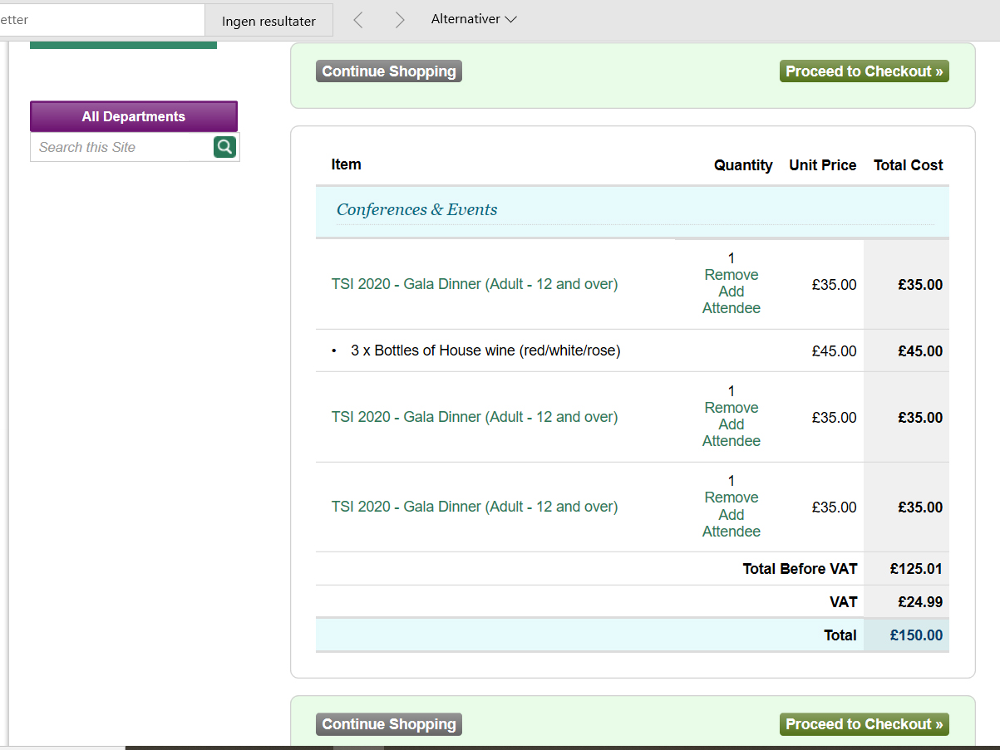 etter
Ingen resultater
Alternativer
Continue Shopping
Proceed to Checkout »
All Departments
Search this Site
Item Quantity Unit Price Total Cost
Conferences & Events
TSI 2020 - Gala Dinner (Adult - 12 and over) 1 Remove Add Attendee £35.00 £35.00
• 3 x Bottles of House wine (red/white/rose) £45.00 £45.00
TSI 2020 - Gala Dinner (Adult - 12 and over) 1 Remove Add Attendee £35.00 £35.00
TSI 2020 - Gala Dinner (Adult - 12 and over) 1 Remove Add Attendee £35.00 £35.00
Total Before VAT £125.01
VAT £24.99
Total £150.00
Continue Shopping
Proceed to Checkout »